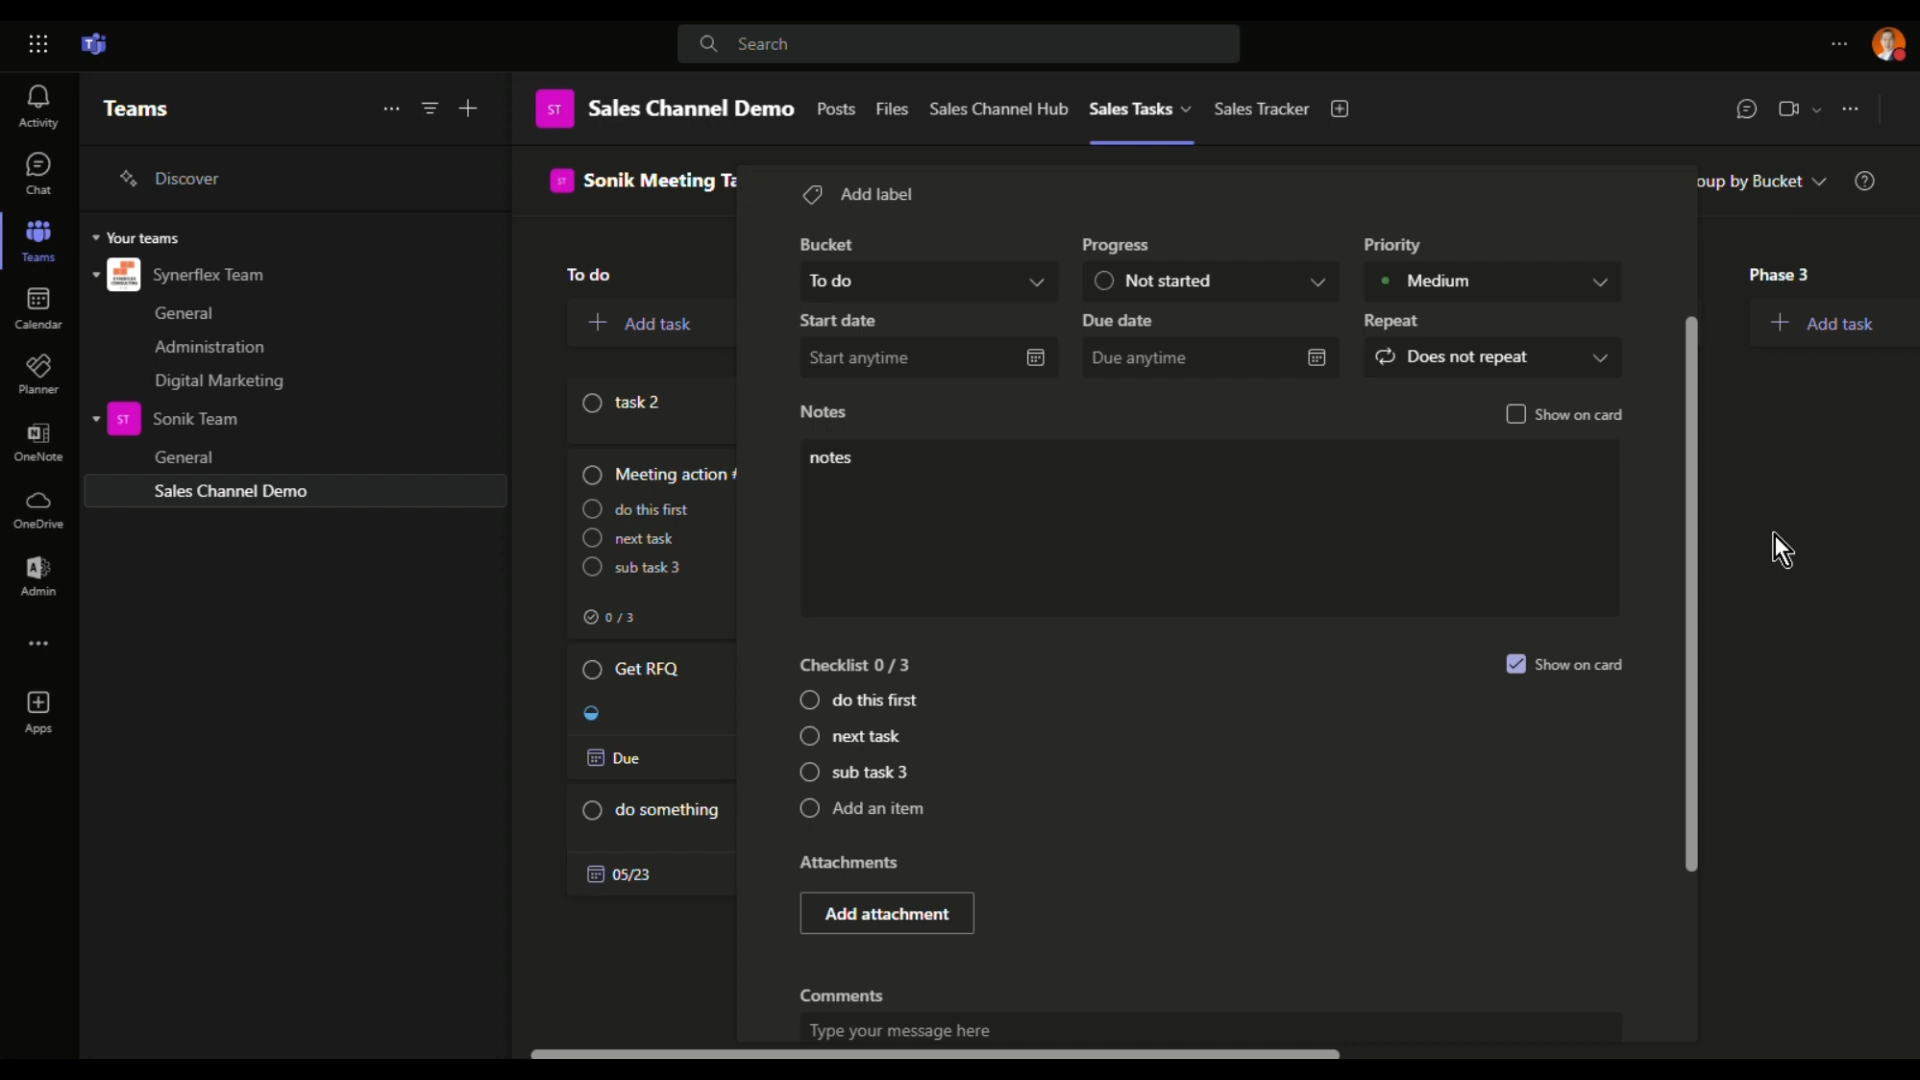 Search
Activity
Chat
Teams
Calendar
Planner
OneNote
OneDrive
Admin
Apps
Teams
Discover
Your teams
Synerflex Team
General
Administration
Digital Marketing
ST Sonik Team
General
Sales Channel Demo
ST Sales Channel Demo Posts Files Sales Channel Hub Sales Tasks Sales Tracker
ST Sonik Meeting Ta
oup by Bucket
To do
Add task
task 2
Meeting action
do this first
next task
sub task 3
0 / 3
Get RFQ
Due
do something
05/23
Add label
Bucket Progress Priority
To do Not started Medium
Start date Due date Repeat
Start anytime Due anytime Does not repeat
Notes Show on card
notes
Checklist 0 / 3 Show on card
do this first
next task
sub task 3
Add an item
Attachments
Add attachment
Comments
Type your message here
Phase 3
Add task